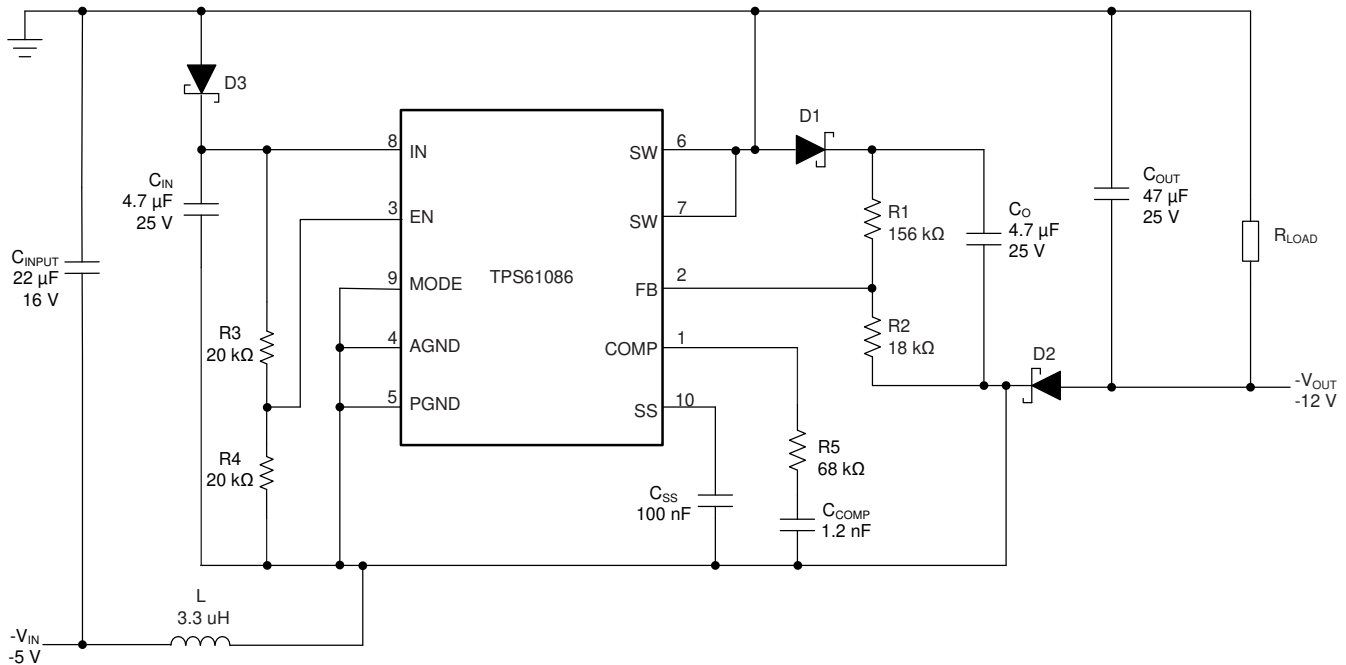 D3
C_IN
4.7 µF
25 V
C_INPUT
22 µF
16 V
R3
20 kΩ
R4
20 kΩ
L
3.3 uH
-V_IN
-5 V
8
IN
3
EN
9
MODE
4
AGND
5
PGND
TPS61086
SW
6
SW
7
FB
2
COMP
1
SS
10
D1
R1
156 kΩ
R2
18 kΩ
C_O
4.7 µF
25 V
D2
C_OUT
47 µF
25 V
R_LOAD
-V_OUT
-12 V
R5
68 kΩ
C_SS
100 nF
C_COMP
1.2 nF